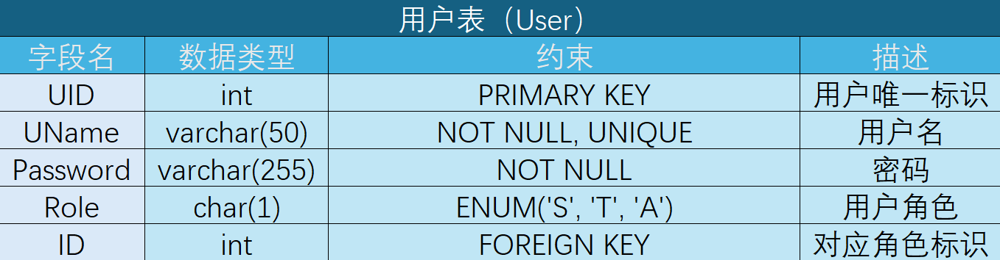 用户表（User）
字段名 数据类型 约束 描述
UID int PRIMARY KEY 用户唯一标识
UName varchar(50) NOT NULL, UNIQUE 用户名
Password varchar(255) NOT NULL 密码
Role char(1) ENUM('S', 'T', 'A') 用户角色
ID int FOREIGN KEY 对应角色标识